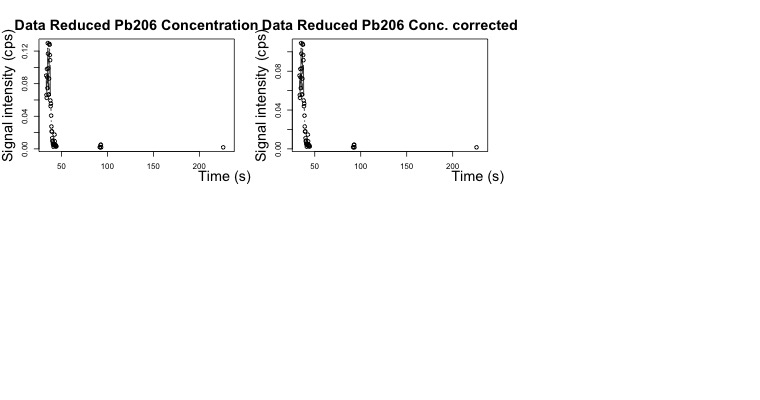 Data Reduced Pb206 Concentration
Signal intensity (cps)
0.00 0.04 0.08 0.12
50 100 150 200
Time (s)
Data Reduced Pb206 Conc. corrected
Signal intensity (cps)
0.00 0.04 0.08
50 100 150 200
Time (s)